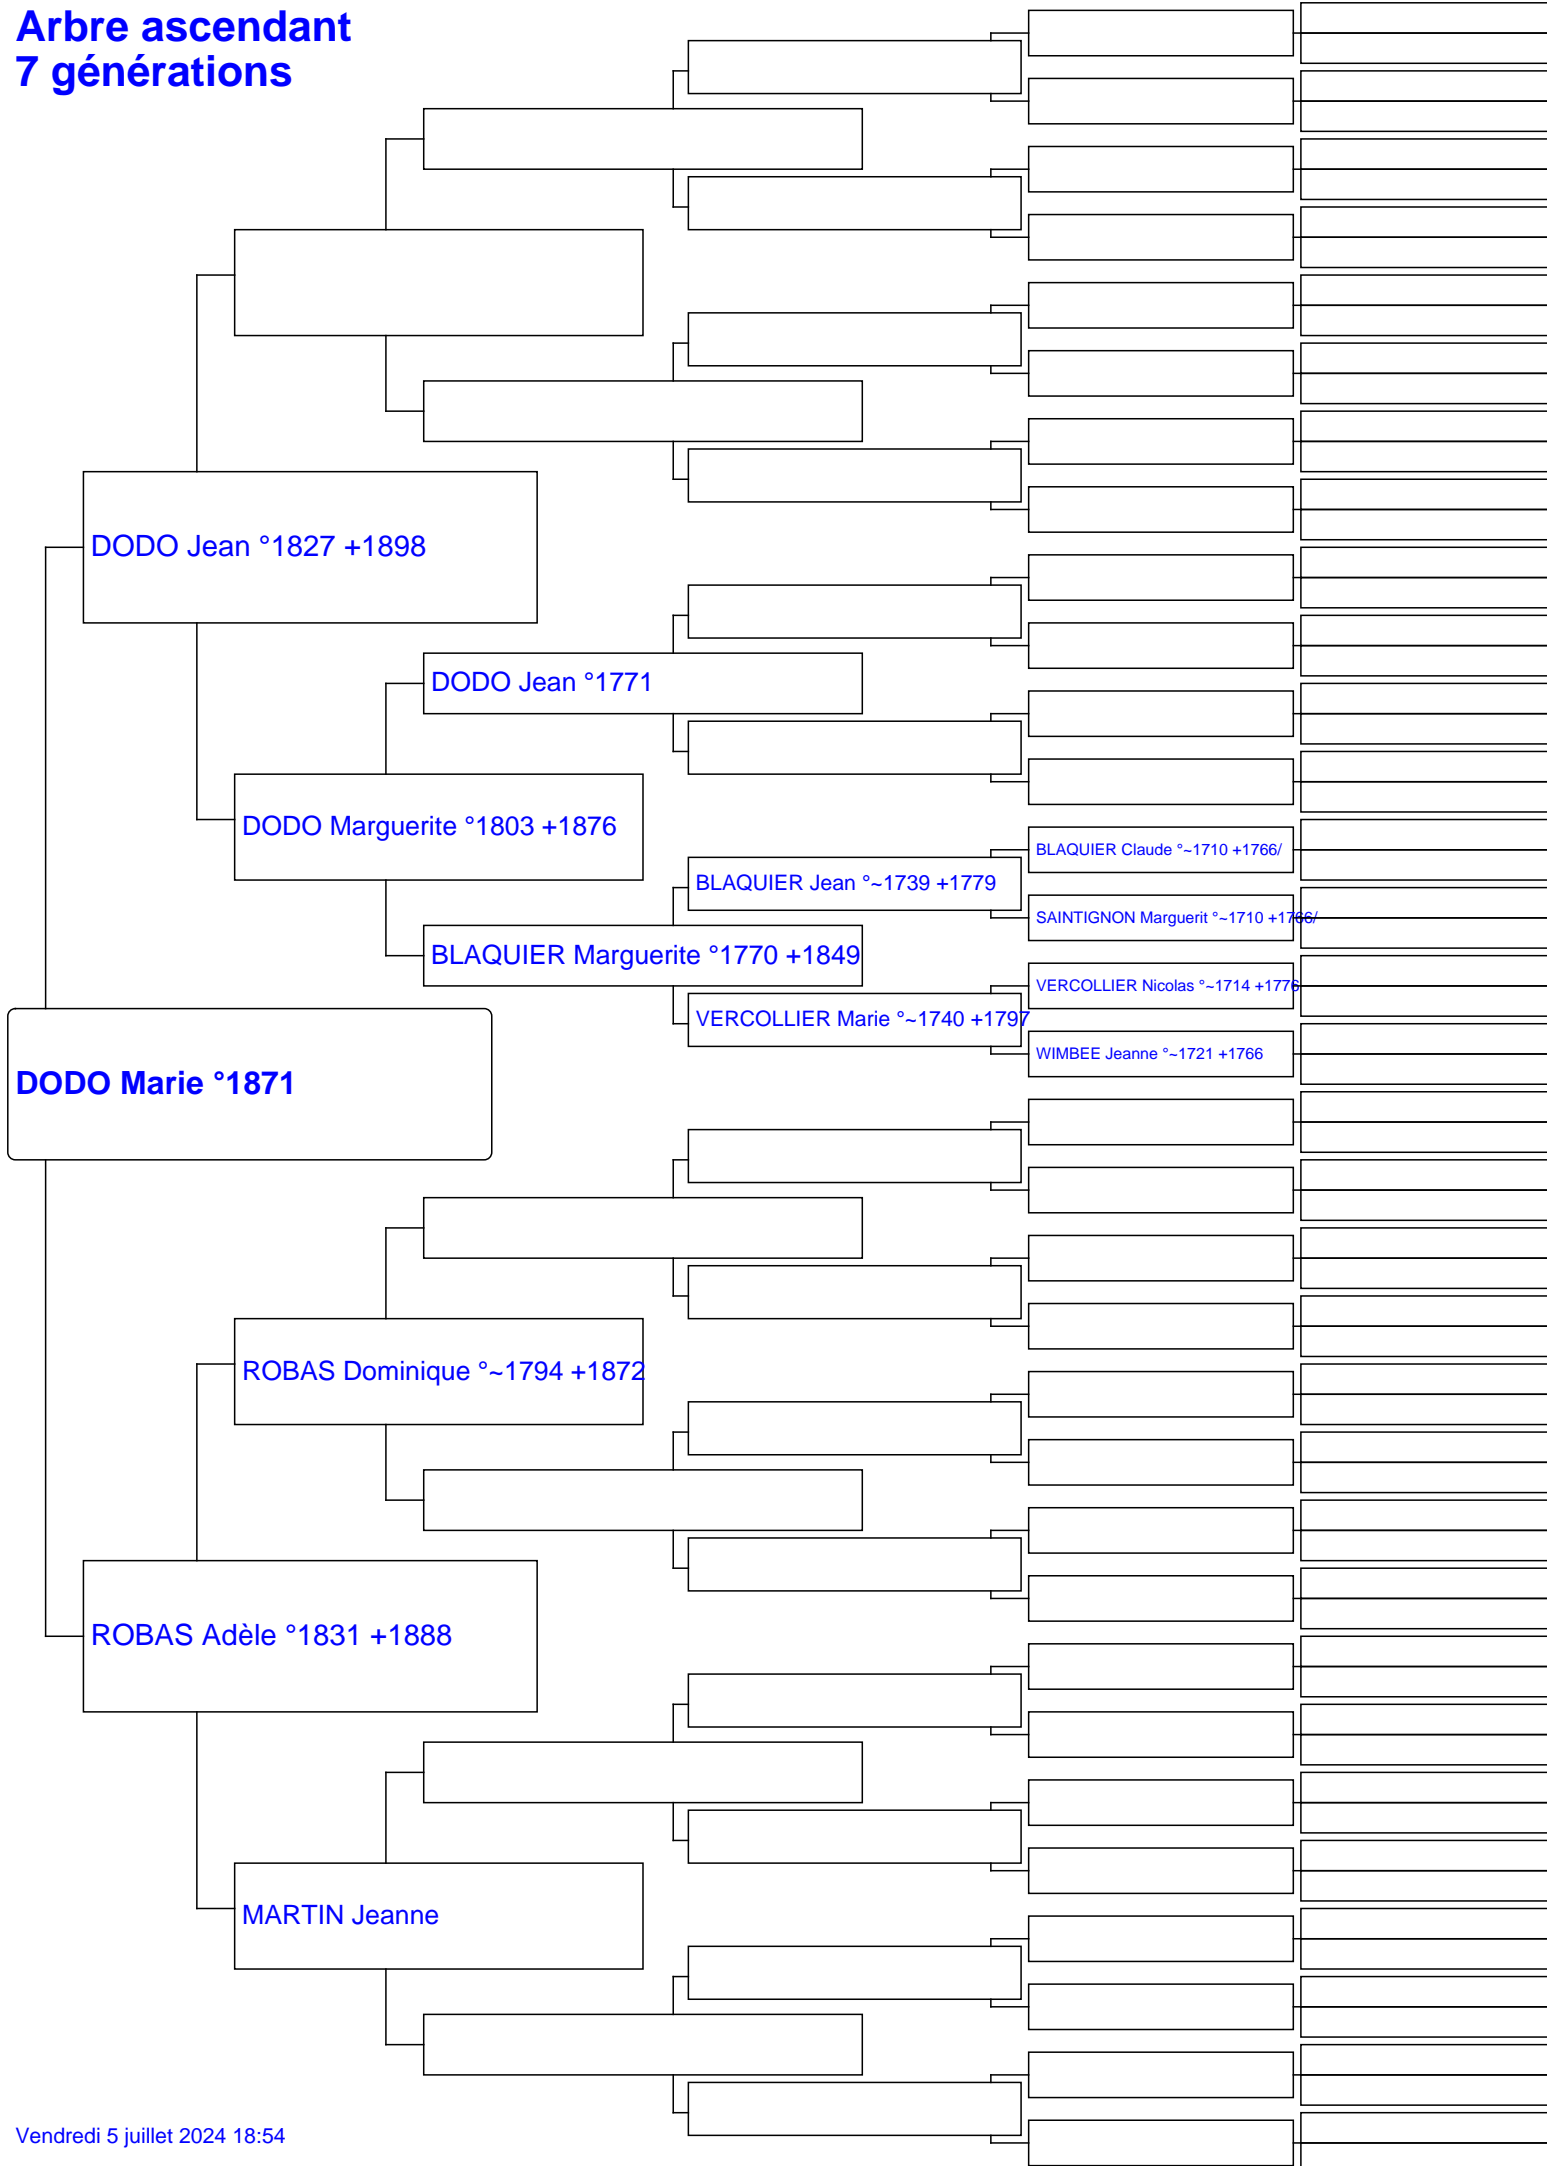 Arbre ascendant
7 générations
DODO Jean °1827 +1898
DODO Jean °1771
DODO Marguerite °1803 +1876
BLAQUIER Claude °~1710 +1766/
BLAQUIER Jean °~1739 +1779
SAINTIGNON Marguerit °~1710 +1766/
BLAQUIER Marguerite °1770 +1849
VERCOLLIER Nicolas °~1714 +1776
VERCOLLIER Marie °~1740 +1797
WIMBEE Jeanne °~1721 +1766
DODO Marie °1871
ROBAS Dominique °~1794 +1872
ROBAS Adèle °1831 +1888
MARTIN Jeanne
Vendredi 5 juillet 2024 18:54